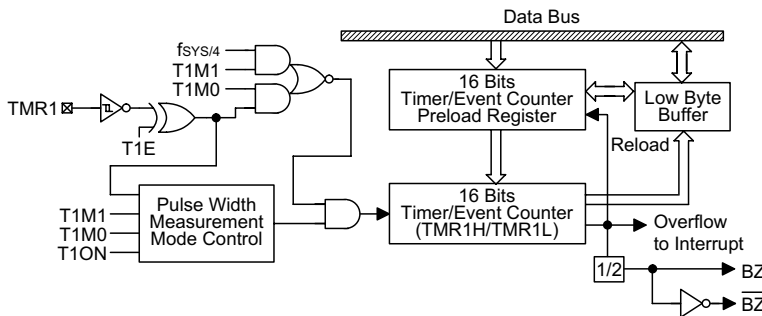 Data Bus
fSYS/4
T1M1
T1M0
TMR1
T1E
16 Bits
Timer/Event Counter
Preload Register
Low Byte
Buffer
Reload
T1M1
T1M0
T1ON
Pulse Width
Measurement
Mode Control
16 Bits
Timer/Event Counter
(TMR1H/TMR1L)
Overflow
to Interrupt
1/2
BZ
B̅Z̅